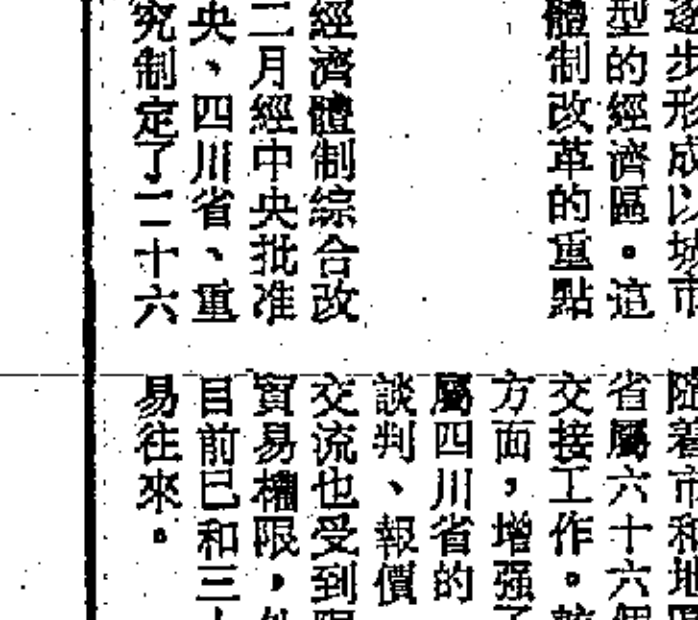 逐步形成以城市
型的經濟區。這
體制改革的重點
經濟體制綜合改
二月經中央批准
央、四川省、重
究制定了二十六
隨着市和地
省屬六十六個
交接工作。
方面，增强了
屬四川省的
談判、報價
交流也受到
貿易權限，
目前已和三
易往來。